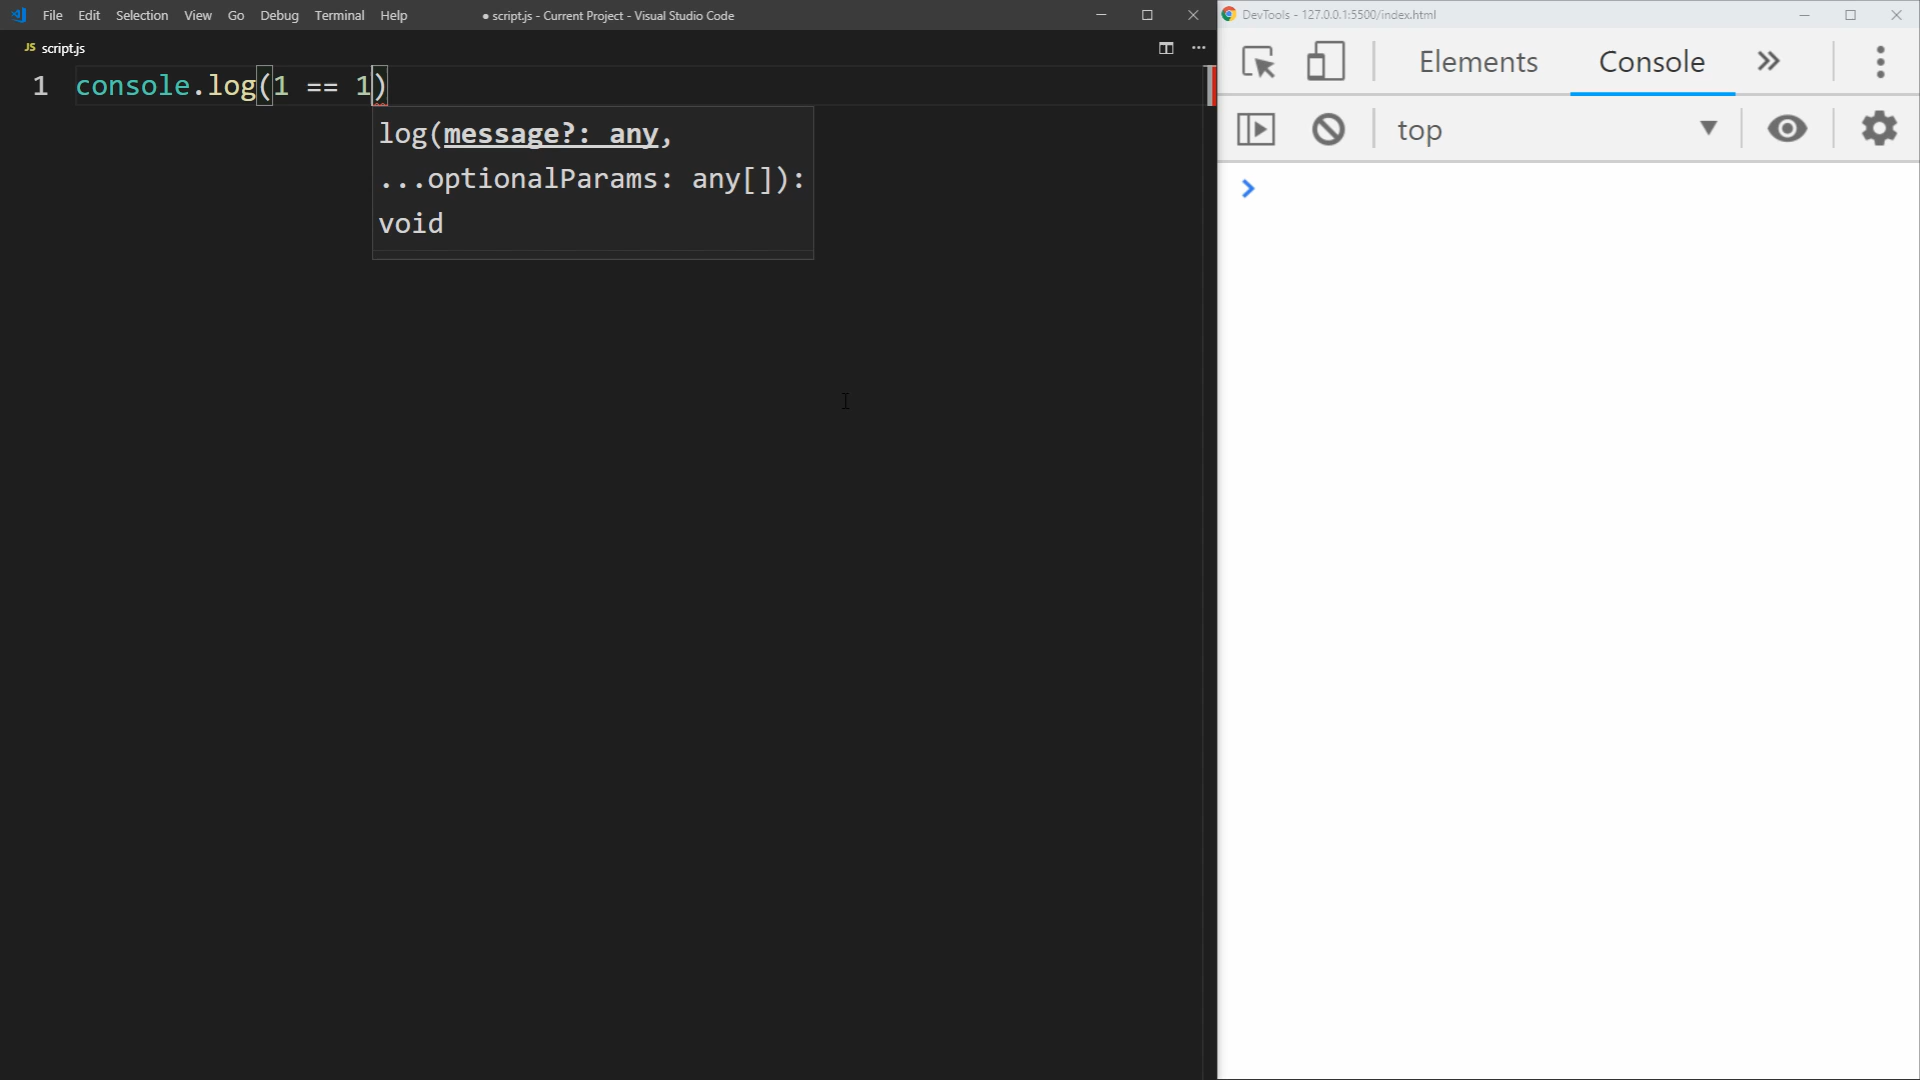 File Edit Selection View Go Debug Terminal Help
● script.js - Current Project - Visual Studio Code
JS script.js
1 console.log(1 == 1)
log(message?: any,
...optionalParams: any[]):
void
DevTools - 127.0.0.1:5500/index.html
Elements Console
top